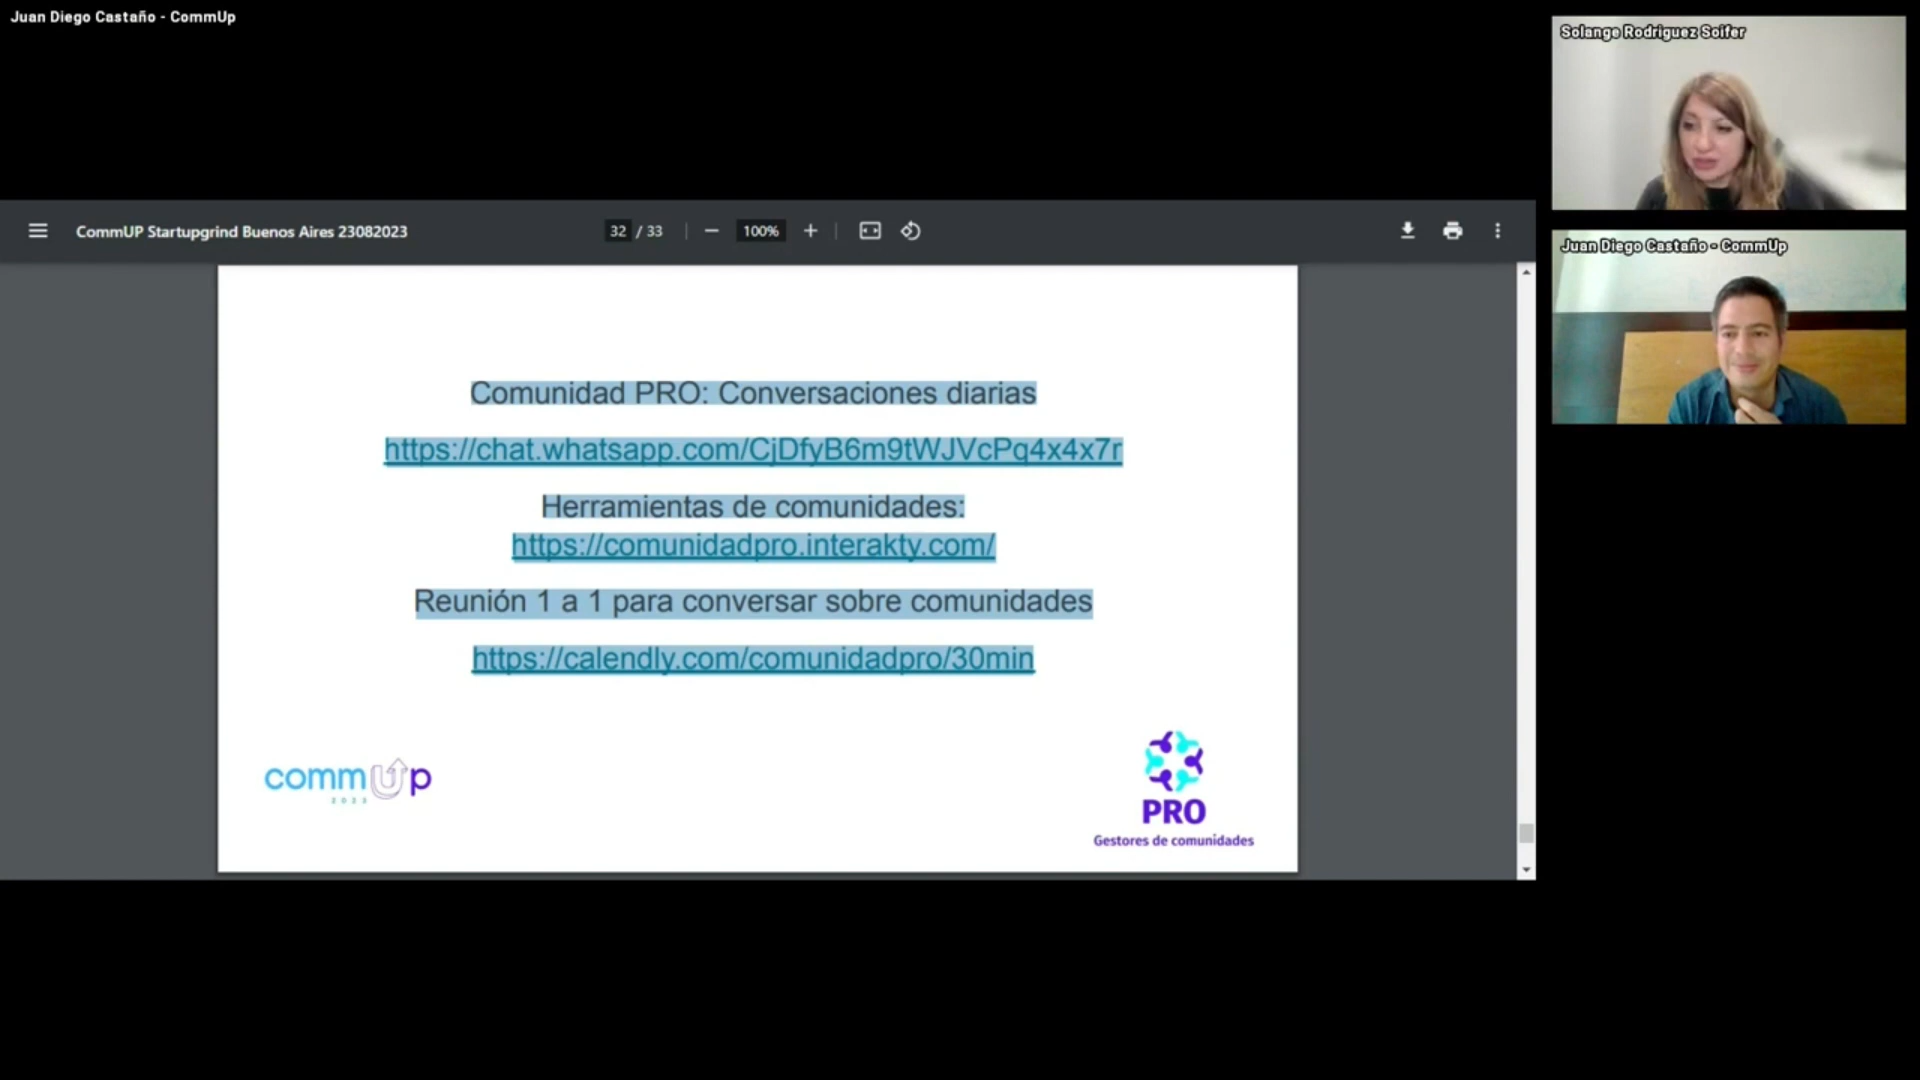 Juan Diego Castaño - CommUp
Solange Rodriguez Soifer
Juan Diego Castaño - CommUp
CommUP Startupgrind Buenos Aires 23082023
32 / 33
100%
Comunidad PRO: Conversaciones diarias
https://chat.whatsapp.com/CjDfyB6m9tWJVcPq4x4x7r
Herramientas de comunidades:
https://comunidadpro.interakty.com/
Reunión 1 a 1 para conversar sobre comunidades
https://calendly.com/comunidadpro/30min
commUp
2023
PRO
Gestores de comunidades